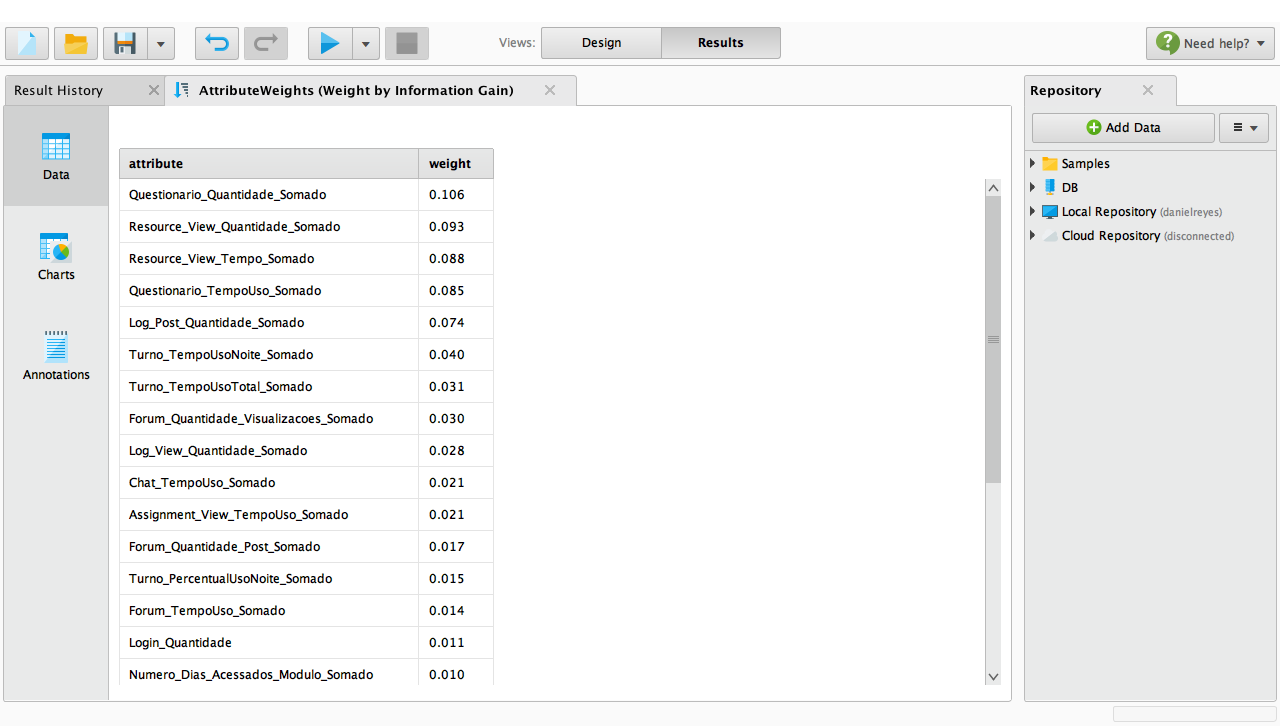 Views: Design Results Need help?
Result History AttributeWeights (Weight by Information Gain) Repository
Data
Charts
Annotations
attribute weight
Questionario_Quantidade_Somado 0.106
Resource_View_Quantidade_Somado 0.093
Resource_View_Tempo_Somado 0.088
Questionario_TempoUso_Somado 0.085
Log_Post_Quantidade_Somado 0.074
Turno_TempoUsoNoite_Somado 0.040
Turno_TempoUsoTotal_Somado 0.031
Forum_Quantidade_Visualizacoes_Somado 0.030
Log_View_Quantidade_Somado 0.028
Chat_TempoUso_Somado 0.021
Assignment_View_TempoUso_Somado 0.021
Forum_Quantidade_Post_Somado 0.017
Turno_PercentualUsoNoite_Somado 0.015
Forum_TempoUso_Somado 0.014
Login_Quantidade 0.011
Numero_Dias_Acessados_Modulo_Somado 0.010
Add Data
Samples
DB
Local Repository (danielreyes)
Cloud Repository (disconnected)